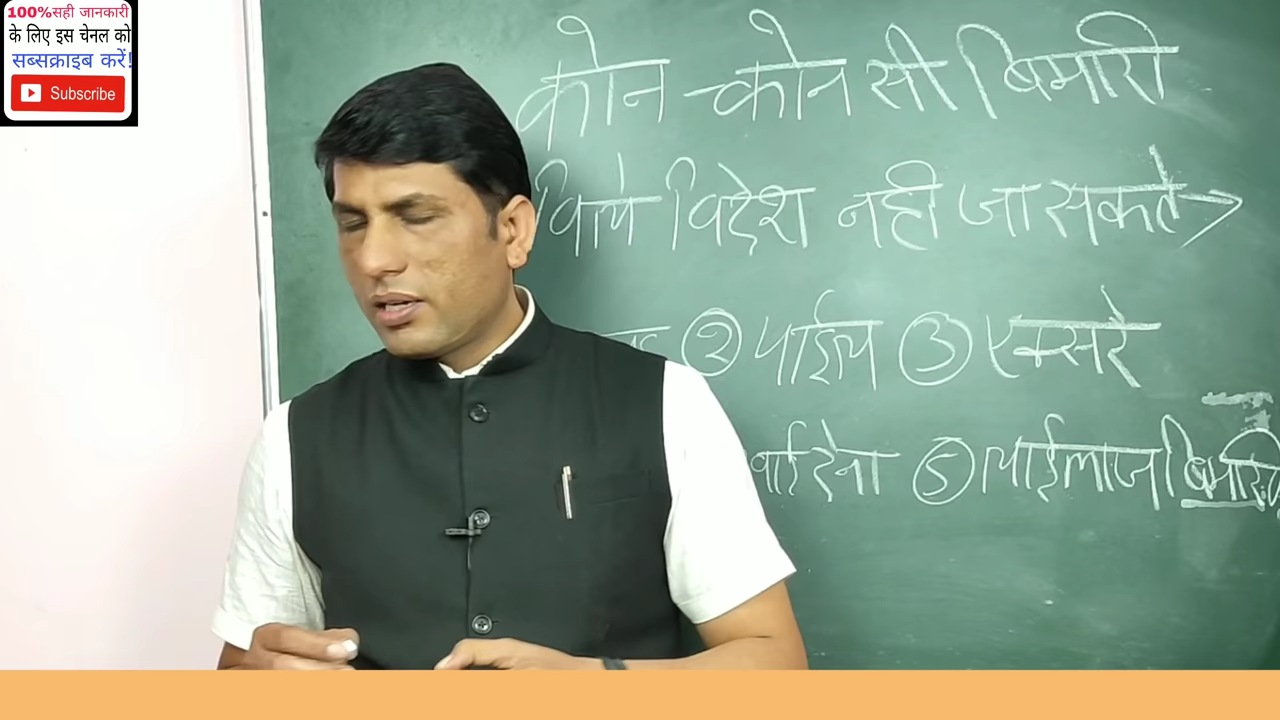 100%सही जानकारी
के लिए इस चेनल को
सब्सक्राइब करें!
Subscribe
कोन-कोन सी बिमारी
विदेश नही जा सकते →
② पाईल्प ③ एक्सरे
देना ⑤ लाईलाज बिमारि